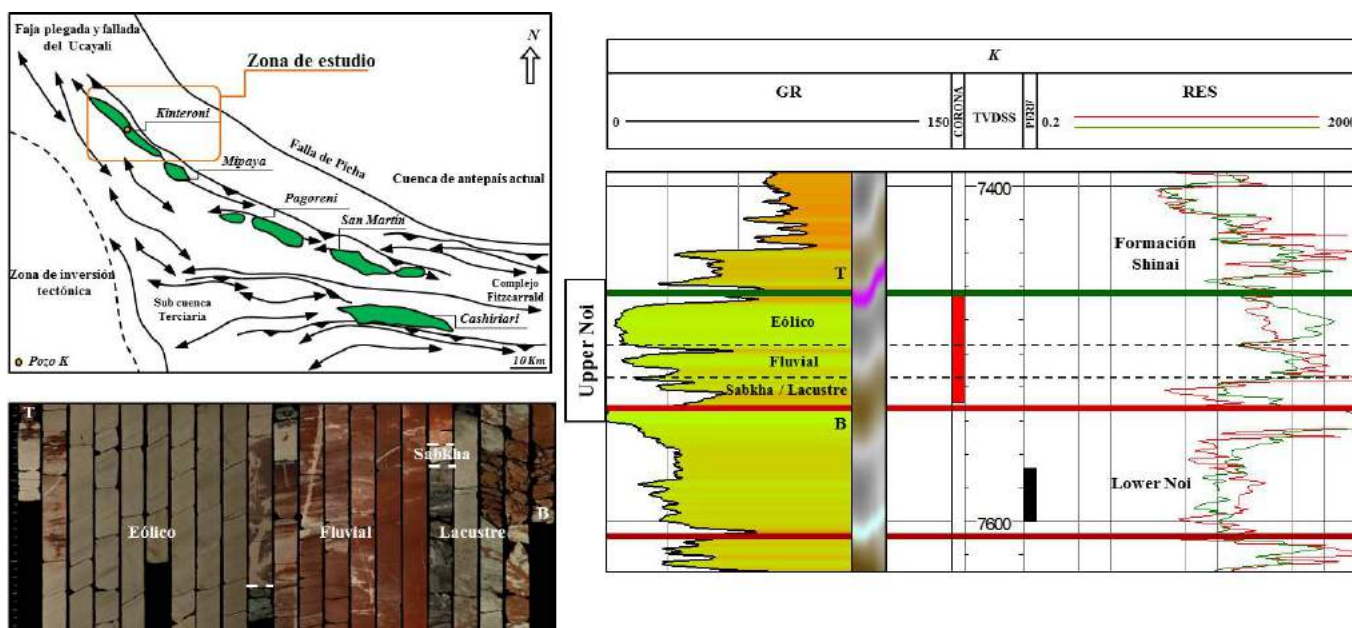 Faja plegada y fallada
del Ucayali
Zona de estudio
N
Kinteroni
Mipaya
Falla de Picha
Cuenca de antepaís actual
Pagoreni
San Martín
Zona de inversión
tectónica
Sub cuenca
Terciaria
Complejo
Fitzcarrald
Cashiriari
Pozo K
10 Km
T
Sabkha
Eólico
Fluvial
Lacustre
B
K
GR
0
150
CORONA
TVDSS
PERF
RES
0.2
2000
7400
Formación
Shinai
T
Upper Noi
Eólico
Fluvial
Sabkha / Lacustre
B
Lower Noi
7600